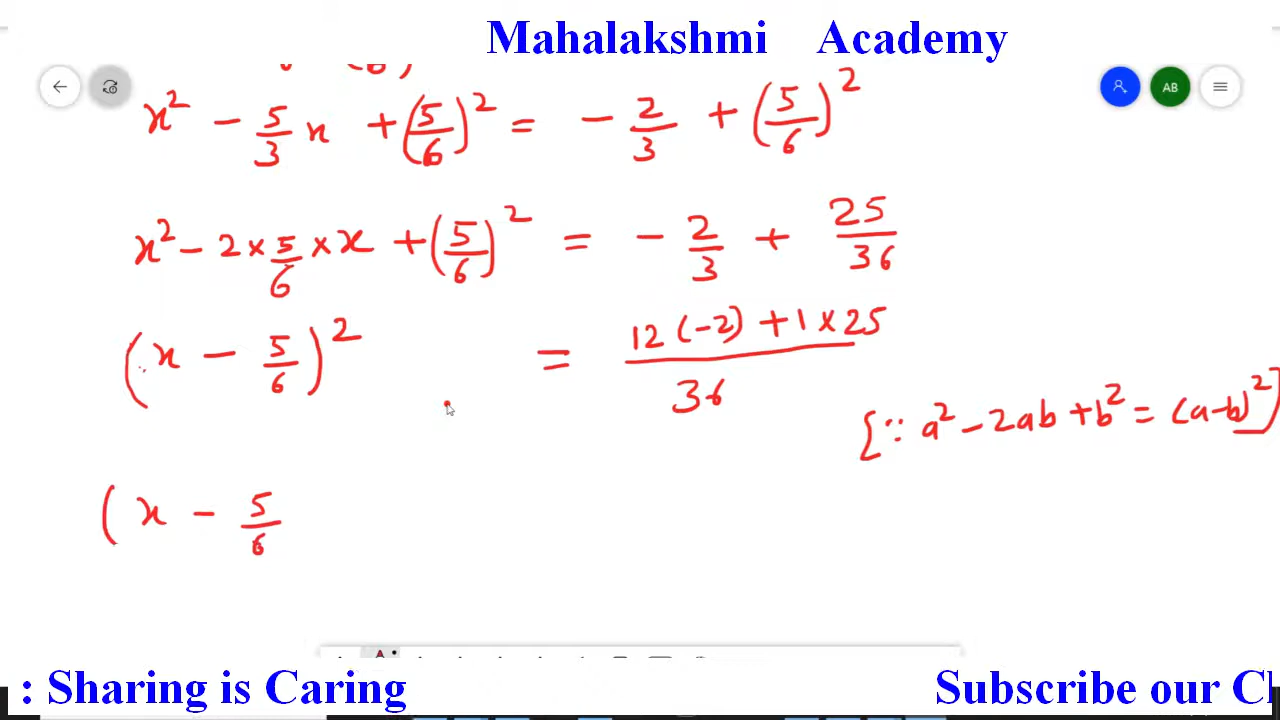 Mahalakshmi Academy
AB
x² - 5/3 x + (5/6)² = - 2/3 + (5/6)²
x² - 2 × 5/6 × x + (5/6)² = - 2/3 + 25/36
(x - 5/6)² = 12(-2) + 1 × 25 / 36
[∵ a² - 2ab + b² = (a-b)²]
(x - 5/6
: Sharing is Caring
Subscribe our Ch